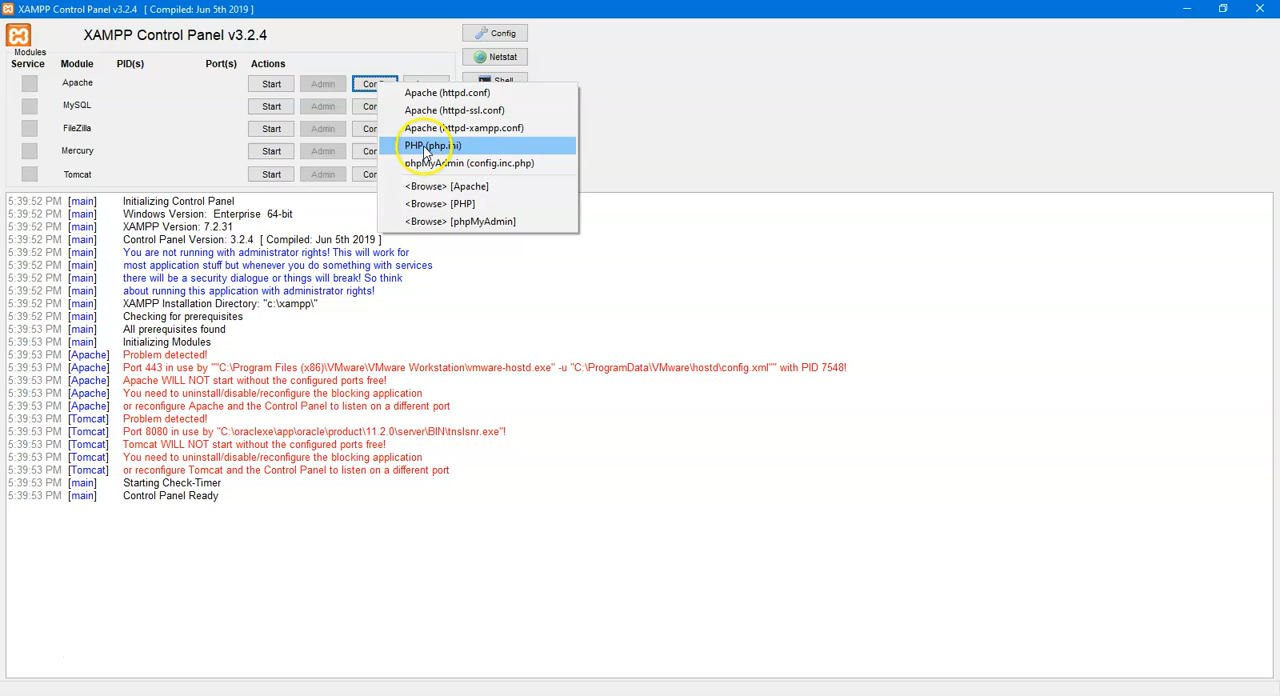 XAMPP Control Panel v3.2.4 [ Compiled: Jun 5th 2019 ]
XAMPP Control Panel v3.2.4
Config
Modules
Service Module PID(s) Port(s) Actions
Netstat
Shell
Apache Start Admin
MySQL Start Admin
FileZilla Start Admin
Mercury Start Admin
Tomcat Start Admin
Apache (httpd.conf)
Apache (httpd-ssl.conf)
Apache (httpd-xampp.conf)
PHP (php.ini)
phpMyAdmin (config.inc.php)
<Browse> [Apache]
<Browse> [PHP]
<Browse> [phpMyAdmin]
5:39:52 PM [main] Initializing Control Panel
5:39:52 PM [main] Windows Version: Enterprise 64-bit
5:39:52 PM [main] XAMPP Version: 7.2.31
5:39:52 PM [main] Control Panel Version: 3.2.4 [ Compiled: Jun 5th 2019 ]
5:39:52 PM [main] You are not running with administrator rights! This will work for
5:39:52 PM [main] most application stuff but whenever you do something with services
5:39:52 PM [main] there will be a security dialogue or things will break! So think
5:39:52 PM [main] about running this application with administrator rights!
5:39:52 PM [main] XAMPP Installation Directory: "c:\xampp\"
5:39:52 PM [main] Checking for prerequisites
5:39:53 PM [main] All prerequisites found
5:39:53 PM [main] Initializing Modules
5:39:53 PM [Apache] Problem detected!
5:39:53 PM [Apache] Port 443 in use by ""C:\Program Files (x86)\VMware\VMware Workstation\vmware-hostd.exe" -u "C:\ProgramData\VMware\hostd\config.xml"" with PID 7548!
5:39:53 PM [Apache] Apache WILL NOT start without the configured ports free!
5:39:53 PM [Apache] You need to uninstall/disable/reconfigure the blocking application
5:39:53 PM [Apache] or reconfigure Apache and the Control Panel to listen on a different port
5:39:53 PM [Tomcat] Problem detected!
5:39:53 PM [Tomcat] Port 8080 in use by "C:\oraclexe\app\oracle\product\11.2.0\server\BIN\tnslsnr.exe"!
5:39:53 PM [Tomcat] Tomcat WILL NOT start without the configured ports free!
5:39:53 PM [Tomcat] You need to uninstall/disable/reconfigure the blocking application
5:39:53 PM [Tomcat] or reconfigure Tomcat and the Control Panel to listen on a different port
5:39:53 PM [main] Starting Check-Timer
5:39:53 PM [main] Control Panel Ready